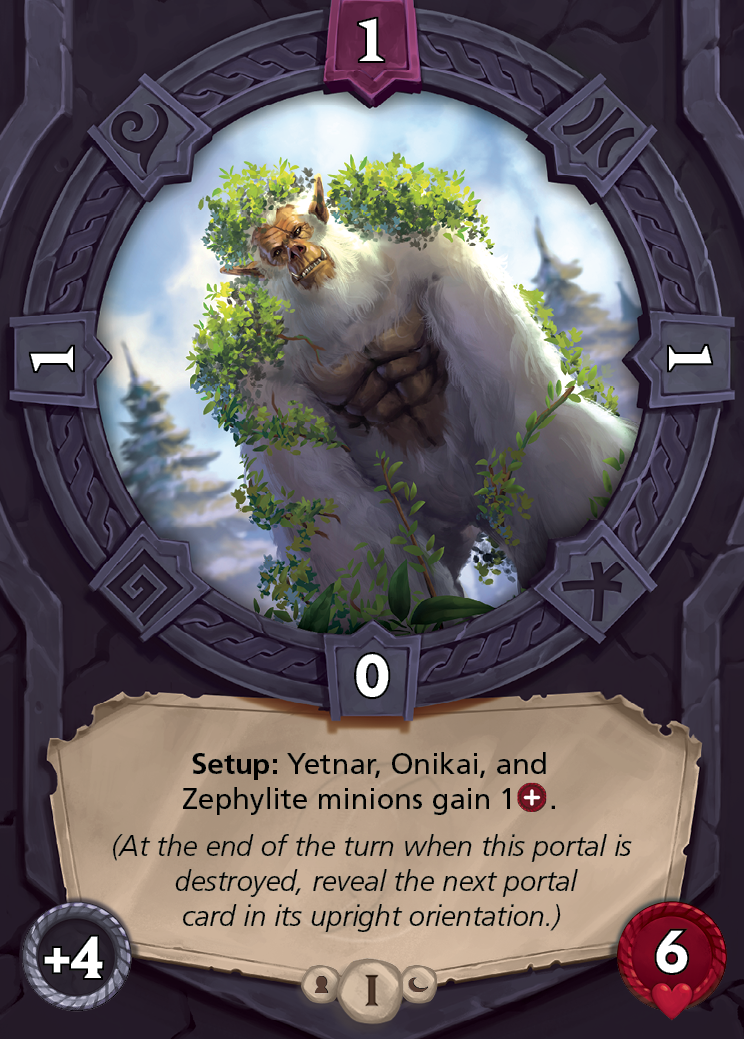 1
1
1
0
Setup: Yetnar, Onikai, and
Zephylite minions gain 1+.
(At the end of the turn when this portal is
destroyed, reveal the next portal
card in its upright orientation.)
+4
6
I